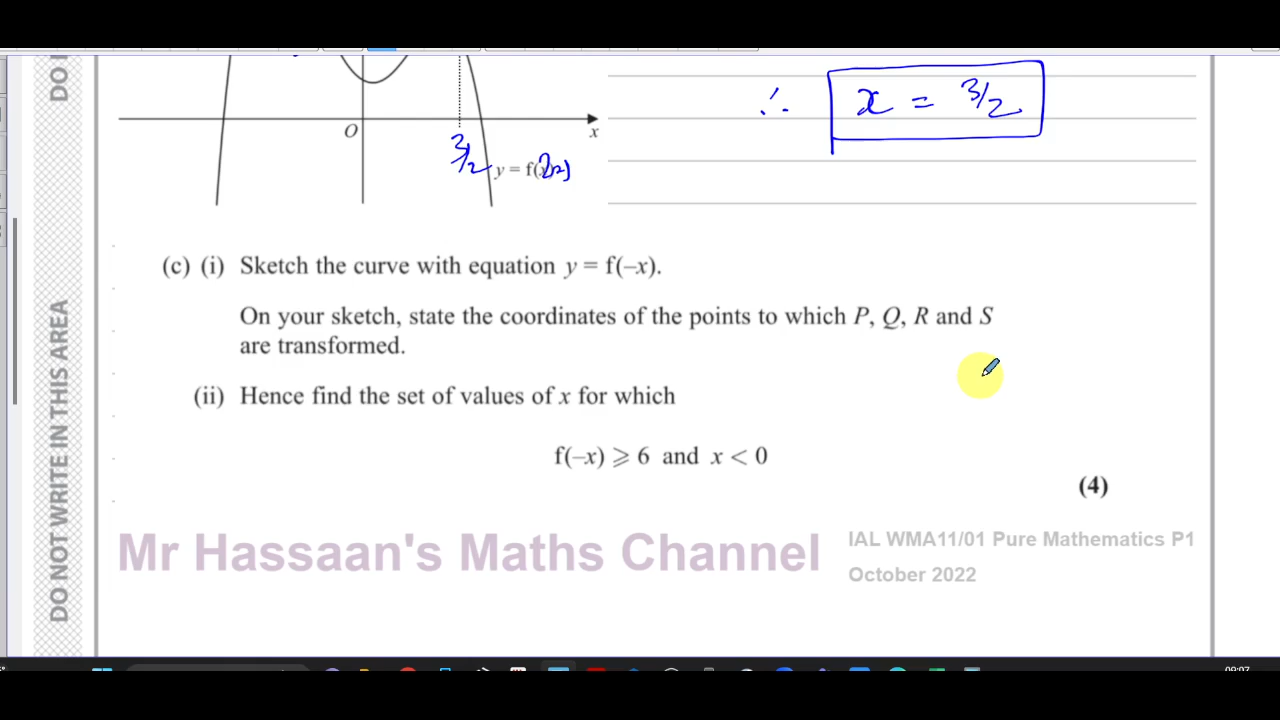 DO N
∴ x = 3/2
O
x
3/2
y = f(2x)
(c) (i) Sketch the curve with equation y = f(–x).
On your sketch, state the coordinates of the points to which P, Q, R and S
are transformed.
(ii) Hence find the set of values of x for which
f(–x) ⩾ 6 and x < 0
(4)
DO NOT WRITE IN THIS AREA
Mr Hassaan's Maths Channel
IAL WMA11/01 Pure Mathematics P1
October 2022